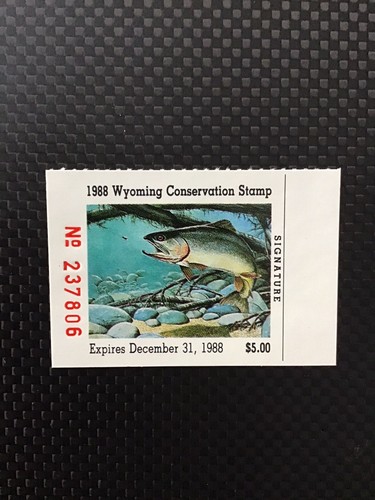 1988 Wyoming Conservation Stamp
No 237806
SIGNATURE
Expires December 31, 1988 $5.00